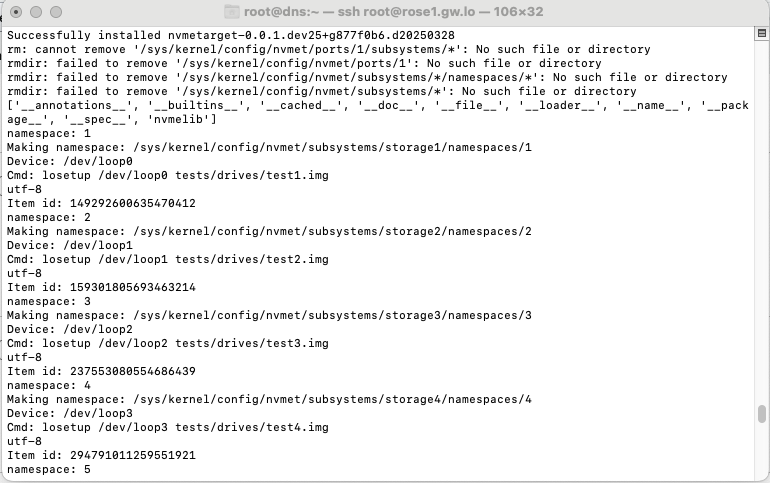 root@dns:~ — ssh root@rose1.gw.lo — 106×32
Successfully installed nvmetarget-0.0.1.dev25+g877f0b6.d20250328
rm: cannot remove '/sys/kernel/config/nvmet/ports/1/subsystems/*': No such file or directory
rmdir: failed to remove '/sys/kernel/config/nvmet/ports/1': No such file or directory
rmdir: failed to remove '/sys/kernel/config/nvmet/subsystems/*/namespaces/*': No such file or directory
rmdir: failed to remove '/sys/kernel/config/nvmet/subsystems/*': No such file or directory
['__annotations__', '__builtins__', '__cached__', '__doc__', '__file__', '__loader__', '__name__', '__pack
age__', '__spec__', 'nvmelib']
namespace: 1
Making namespace: /sys/kernel/config/nvmet/subsystems/storage1/namespaces/1
Device: /dev/loop0
Cmd: losetup /dev/loop0 tests/drives/test1.img
utf-8
Item id: 149292600635470412
namespace: 2
Making namespace: /sys/kernel/config/nvmet/subsystems/storage2/namespaces/2
Device: /dev/loop1
Cmd: losetup /dev/loop1 tests/drives/test2.img
utf-8
Item id: 159301805693463214
namespace: 3
Making namespace: /sys/kernel/config/nvmet/subsystems/storage3/namespaces/3
Device: /dev/loop2
Cmd: losetup /dev/loop2 tests/drives/test3.img
utf-8
Item id: 237553080554686439
namespace: 4
Making namespace: /sys/kernel/config/nvmet/subsystems/storage4/namespaces/4
Device: /dev/loop3
Cmd: losetup /dev/loop3 tests/drives/test4.img
utf-8
Item id: 294791011259551921
namespace: 5